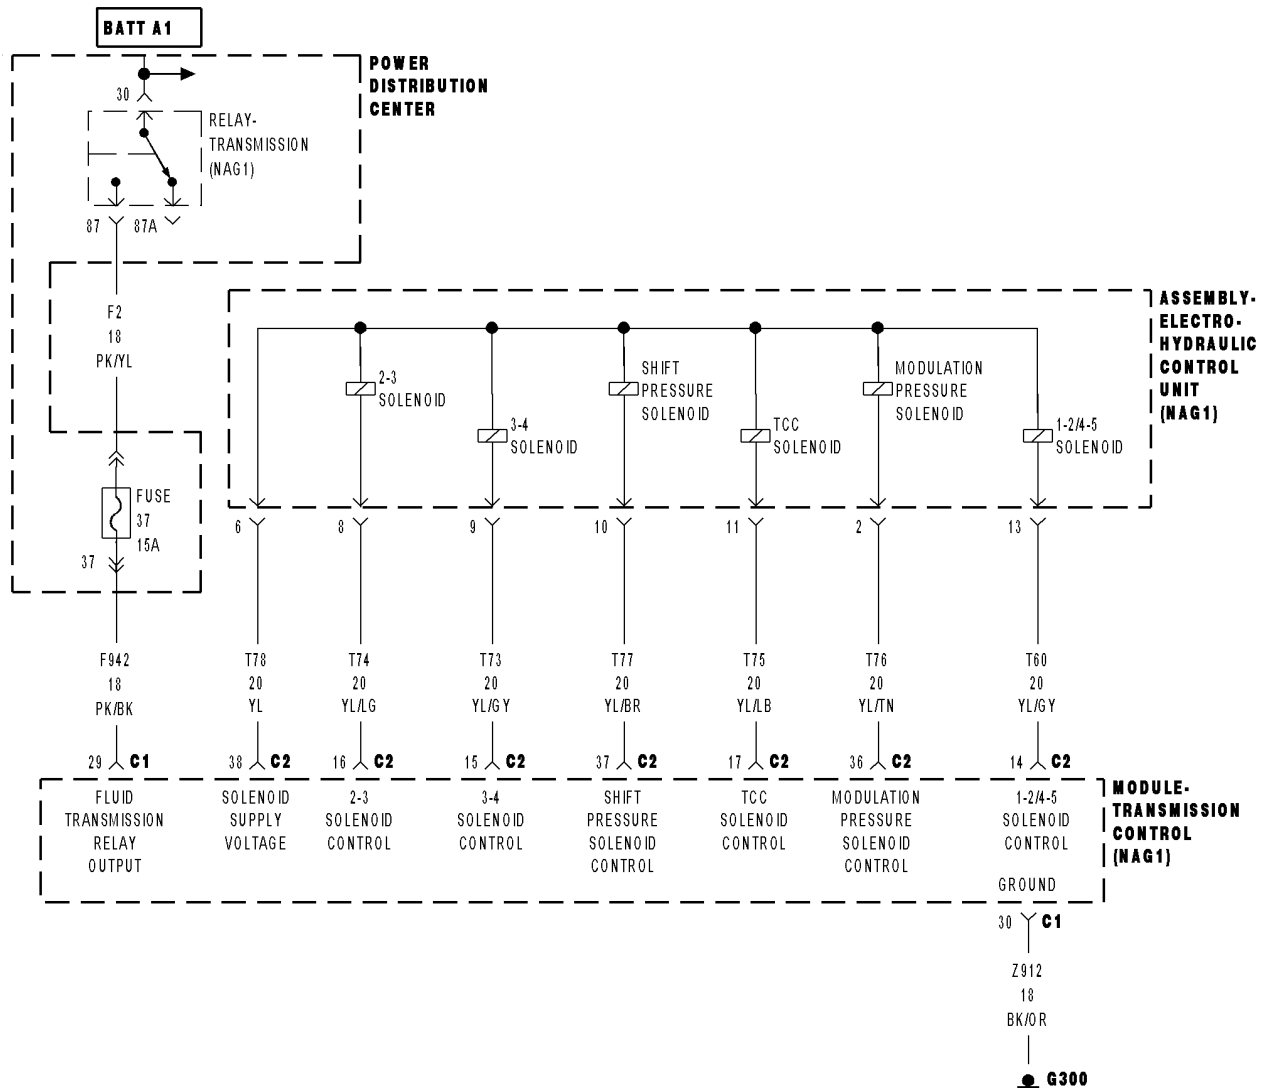 BATT A1
POWER
DISTRIBUTION
CENTER
30
RELAY-
TRANSMISSION
(NAG1)
87 87A
F2
18
PK/YL
FUSE
37
15A
37
ASSEMBLY-
ELECTRO-
HYDRAULIC
CONTROL
UNIT
(NAG1)
2-3
SOLENOID
3-4
SOLENOID
SHIFT
PRESSURE
SOLENOID
TCC
SOLENOID
MODULATION
PRESSURE
SOLENOID
1-2/4-5
SOLENOID
6 8 9 10 11 2 13
F942 T78 T74 T73 T77 T75 T76 T60
18 20 20 20 20 20 20 20
PK/BK YL YL/LG YL/GY YL/BR YL/LB YL/TN YL/GY
29 C1 38 C2 16 C2 15 C2 37 C2 17 C2 36 C2 14 C2
FLUID
TRANSMISSION
RELAY
OUTPUT
SOLENOID
SUPPLY
VOLTAGE
2-3
SOLENOID
CONTROL
3-4
SOLENOID
CONTROL
SHIFT
PRESSURE
SOLENOID
CONTROL
TCC
SOLENOID
CONTROL
MODULATION
PRESSURE
SOLENOID
CONTROL
1-2/4-5
SOLENOID
CONTROL
MODULE-
TRANSMISSION
CONTROL
(NAG1)
GROUND
30 C1
Z912
18
BK/OR
G300